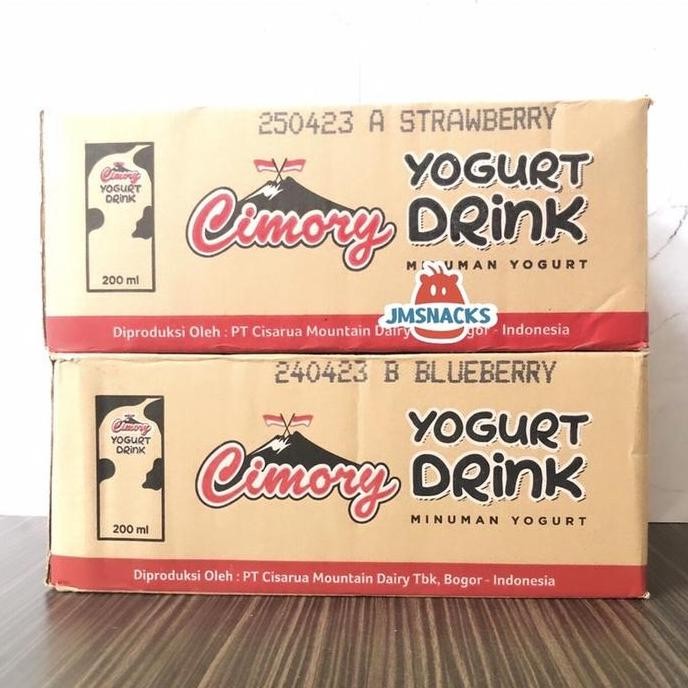 250423 A STRAWBERRY
Cimory
YOGURT
DRink
200 ml
Cimory
YOGURT
DRink
MINUMAN YOGURT
JMSNACKS
Diproduksi Oleh : PT Cisarua Mountain Dairy Bogor - Indonesia
240423 B BLUEBERRY
Cimory
YOGURT
DRink
200 ml
Cimory
YOGURT
DRink
MINUMAN YOGURT
Diproduksi Oleh : PT Cisarua Mountain Dairy Tbk, Bogor - Indonesia